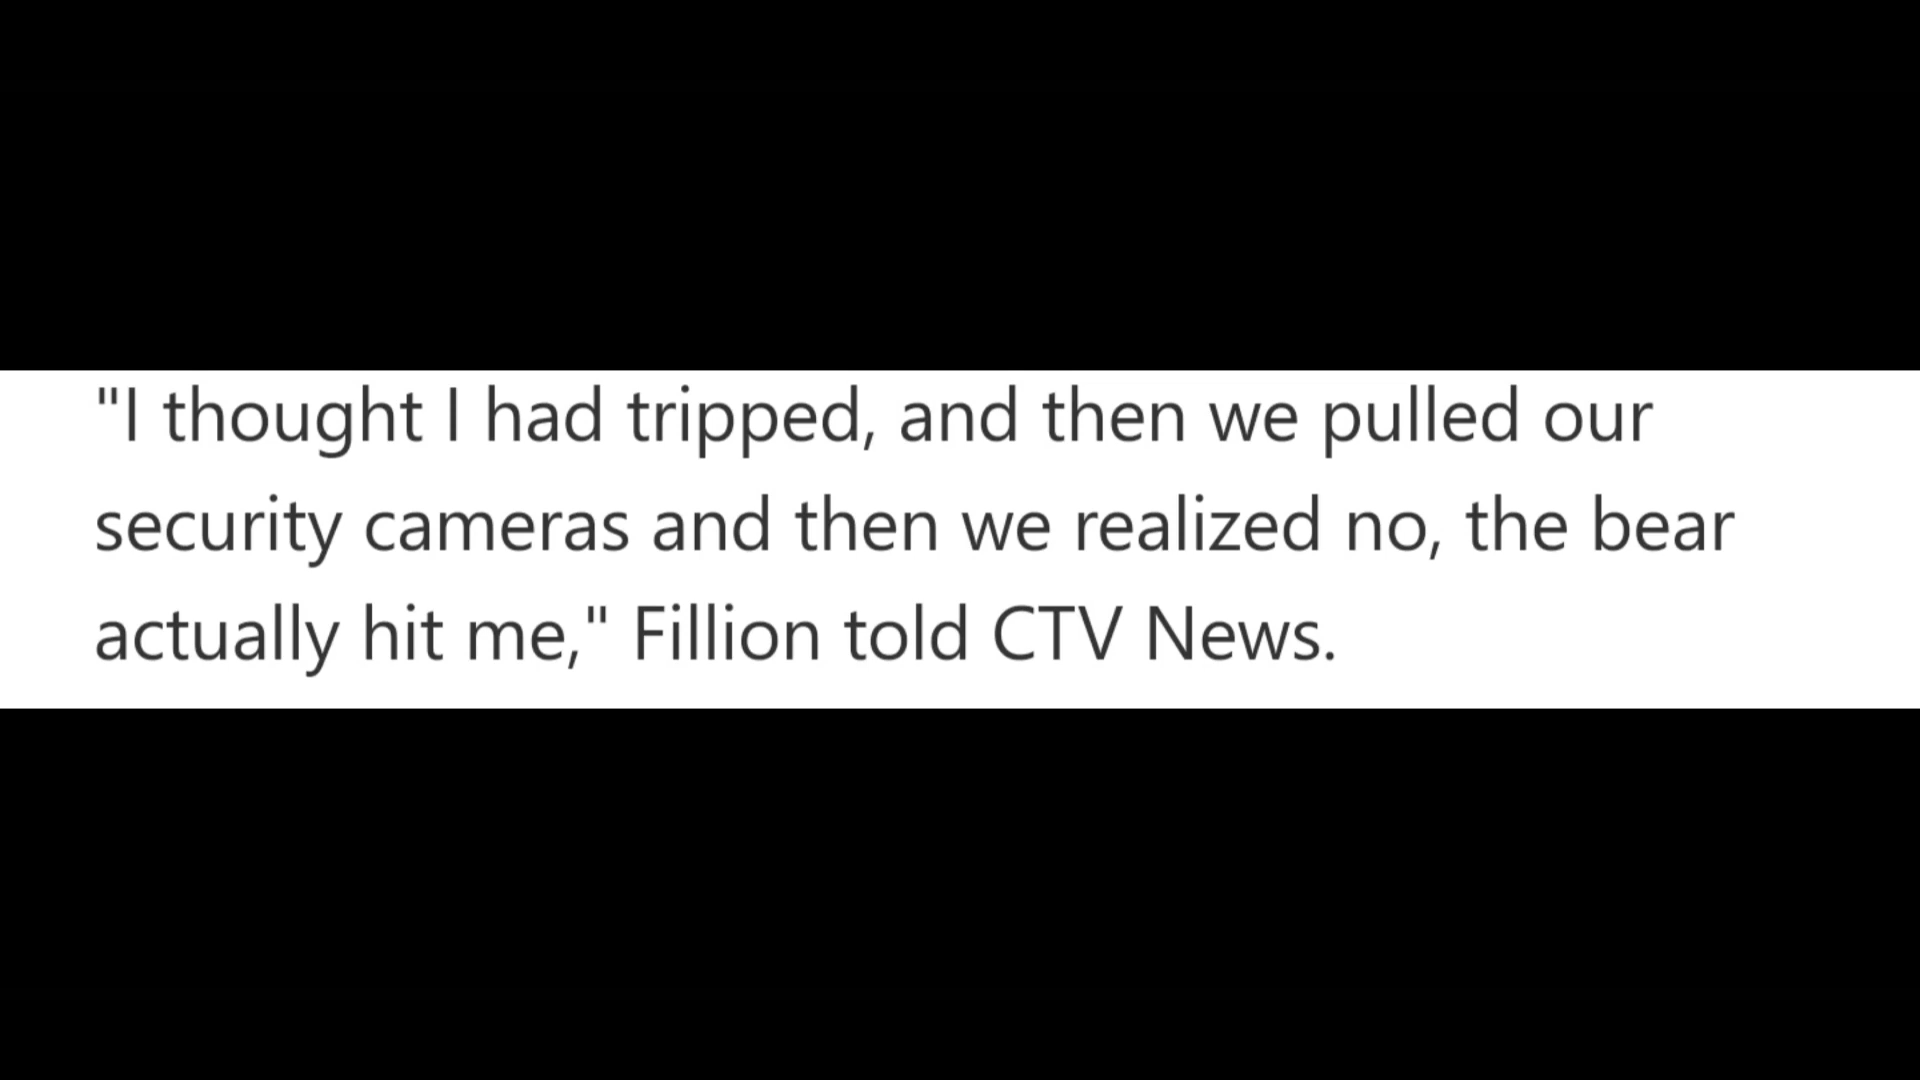 "I thought I had tripped, and then we pulled our
security cameras and then we realized no, the bear
actually hit me," Fillion told CTV News.